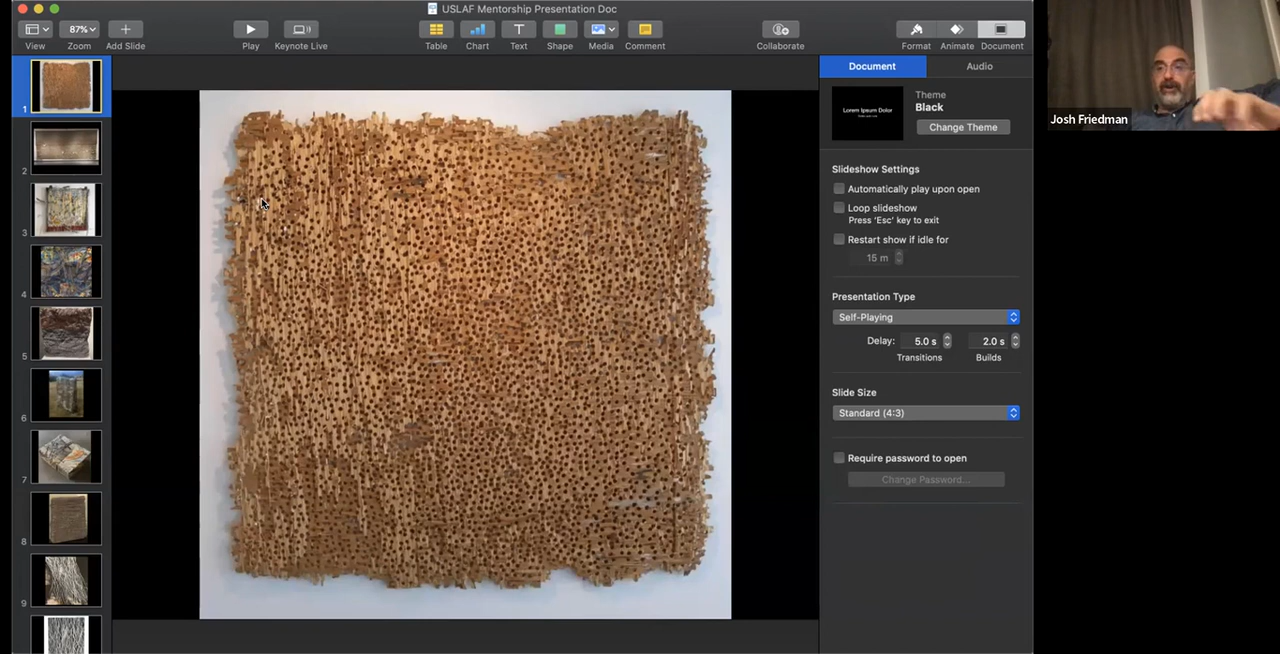 USLAF Mentorship Presentation Doc
87%
View
Zoom
Add Slide
Play
Keynote Live
Table
Chart
Text
Shape
Media
Comment
Collaborate
Format
Animate
Document
Document
Audio
Lorem Ipsum Dolor
Theme
Black
Change Theme
Slideshow Settings
Automatically play upon open
Loop slideshow
Press 'Esc' key to exit
Restart show if idle for
15 m
Presentation Type
Self-Playing
Delay: 5.0 s 2.0 s
Transitions Builds
Slide Size
Standard (4:3)
Require password to open
Change Password...
1
2
3
4
5
6
7
8
9
Josh Friedman